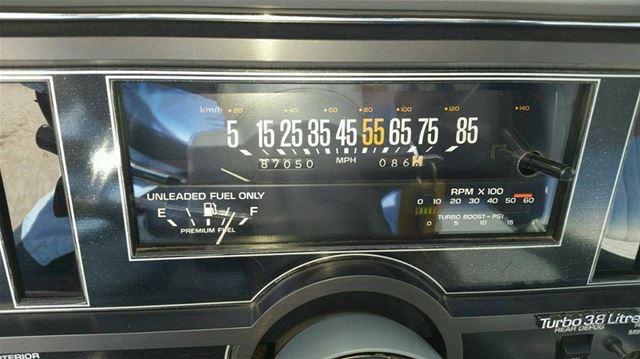 km/h 20 40 60 80 100 120 140
5 15 25 35 45 55 65 75 85
87050 MPH 086
UNLEADED FUEL ONLY
E F
PREMIUM FUEL
RPM X 100
0 10 20 30 40 50 60
TURBO BOOST-PSI
0 5 10 15
Turbo 3.8 Litre
REAR DEFOG
TERIOR